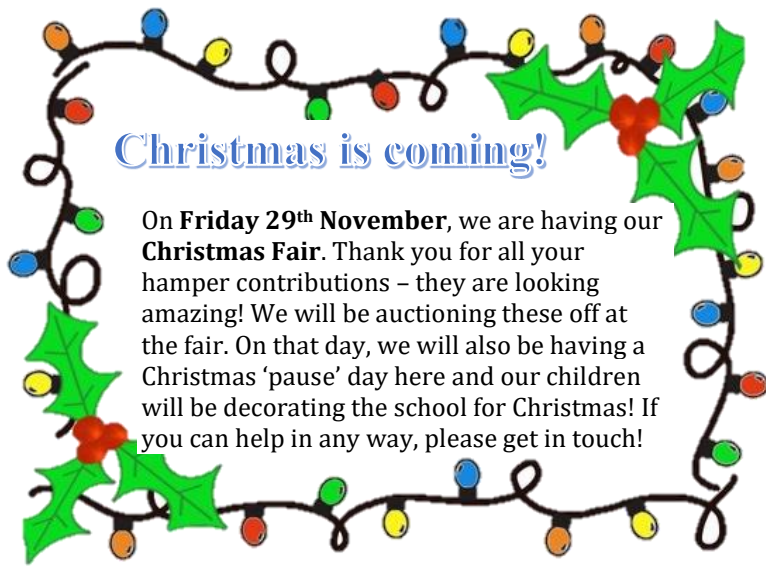 Christmas is coming!
On Friday 29th November, we are having our
Christmas Fair. Thank you for all your
hamper contributions – they are looking
amazing! We will be auctioning these off at
the fair. On that day, we will also be having a
Christmas ‘pause’ day here and our children
will be decorating the school for Christmas! If
you can help in any way, please get in touch!